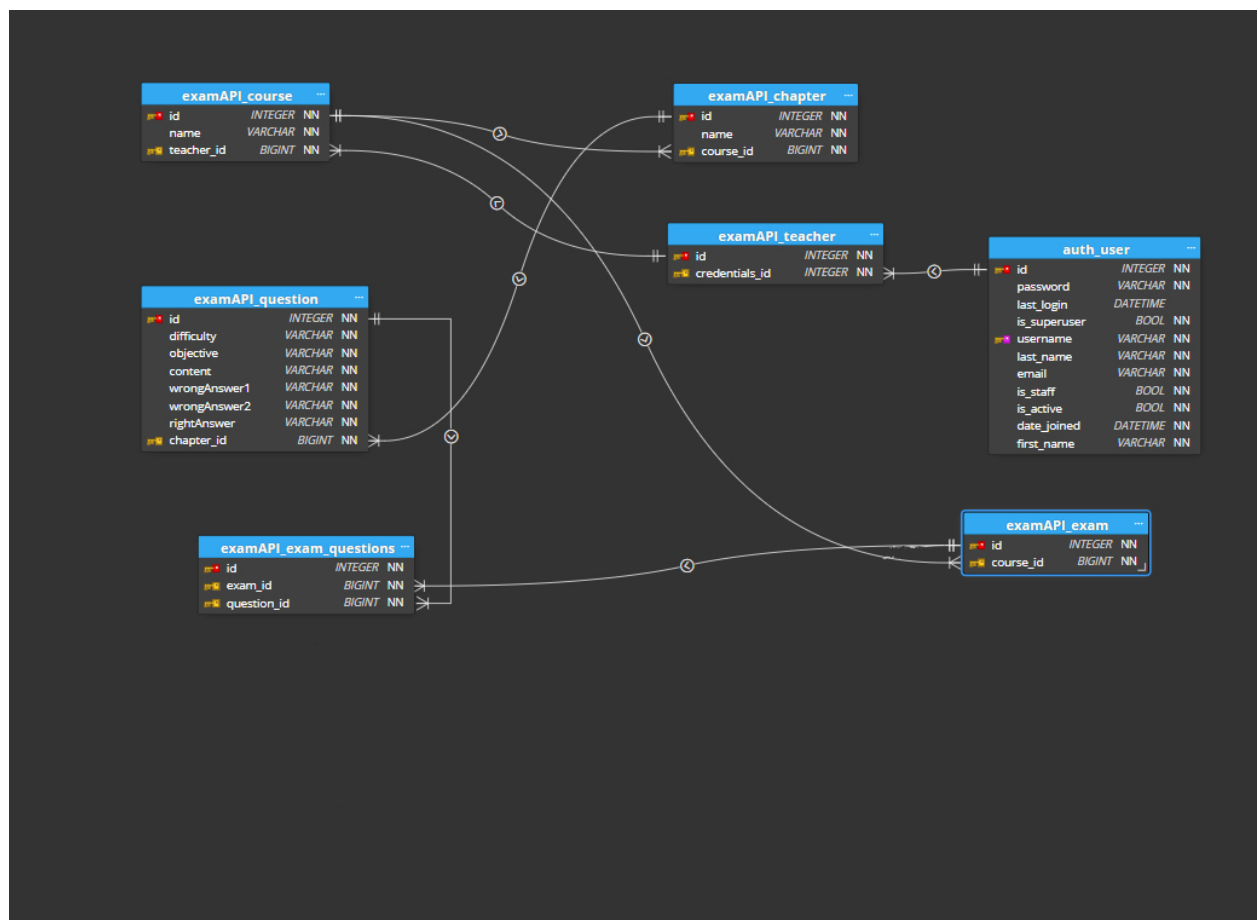 examAPI_course ...
id INTEGER NN
name VARCHAR NN
teacher_id BIGINT NN
examAPI_chapter ...
id INTEGER NN
name VARCHAR NN
course_id BIGINT NN
examAPI_teacher ...
id INTEGER NN
credentials_id INTEGER NN
auth_user ...
id INTEGER NN
password VARCHAR NN
last_login DATETIME
is_superuser BOOL NN
username VARCHAR NN
last_name VARCHAR NN
email VARCHAR NN
is_staff BOOL NN
is_active BOOL NN
date_joined DATETIME NN
first_name VARCHAR NN
examAPI_question ...
id INTEGER NN
difficulty VARCHAR NN
objective VARCHAR NN
content VARCHAR NN
wrongAnswer1 VARCHAR NN
wrongAnswer2 VARCHAR NN
rightAnswer VARCHAR NN
chapter_id BIGINT NN
examAPI_exam_questions ...
id INTEGER NN
exam_id BIGINT NN
question_id BIGINT NN
examAPI_exam ...
id INTEGER NN
course_id BIGINT NN